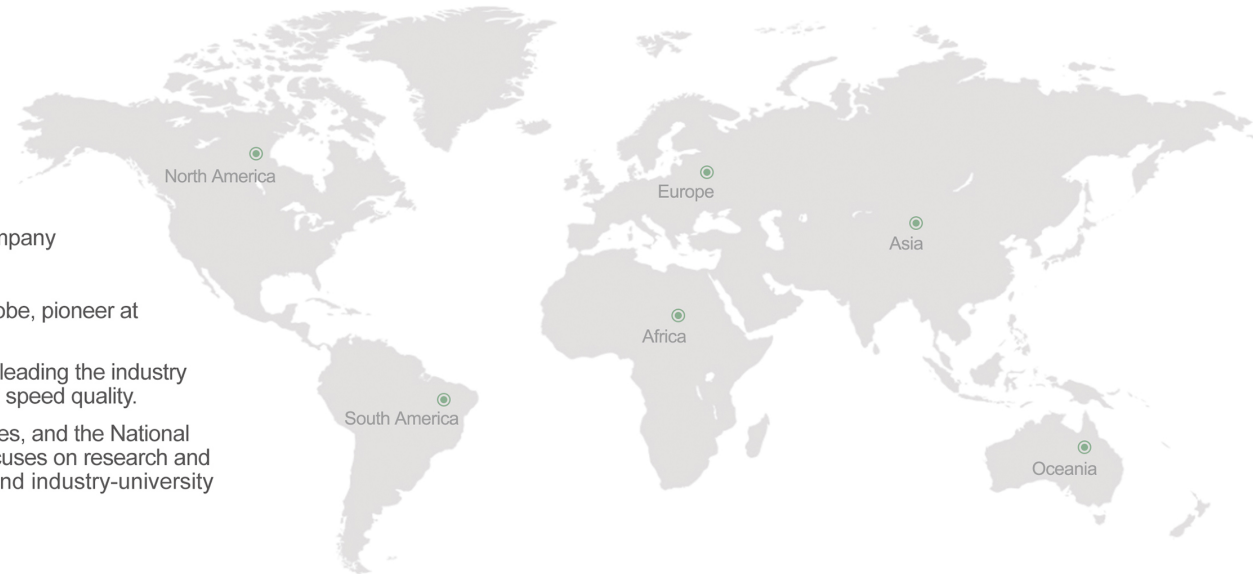 mpany
obe, pioneer at
leading the industry
speed quality.
es, and the National
cuses on research and
nd industry-university
North America
Europe
Asia
Africa
South America
Oceania